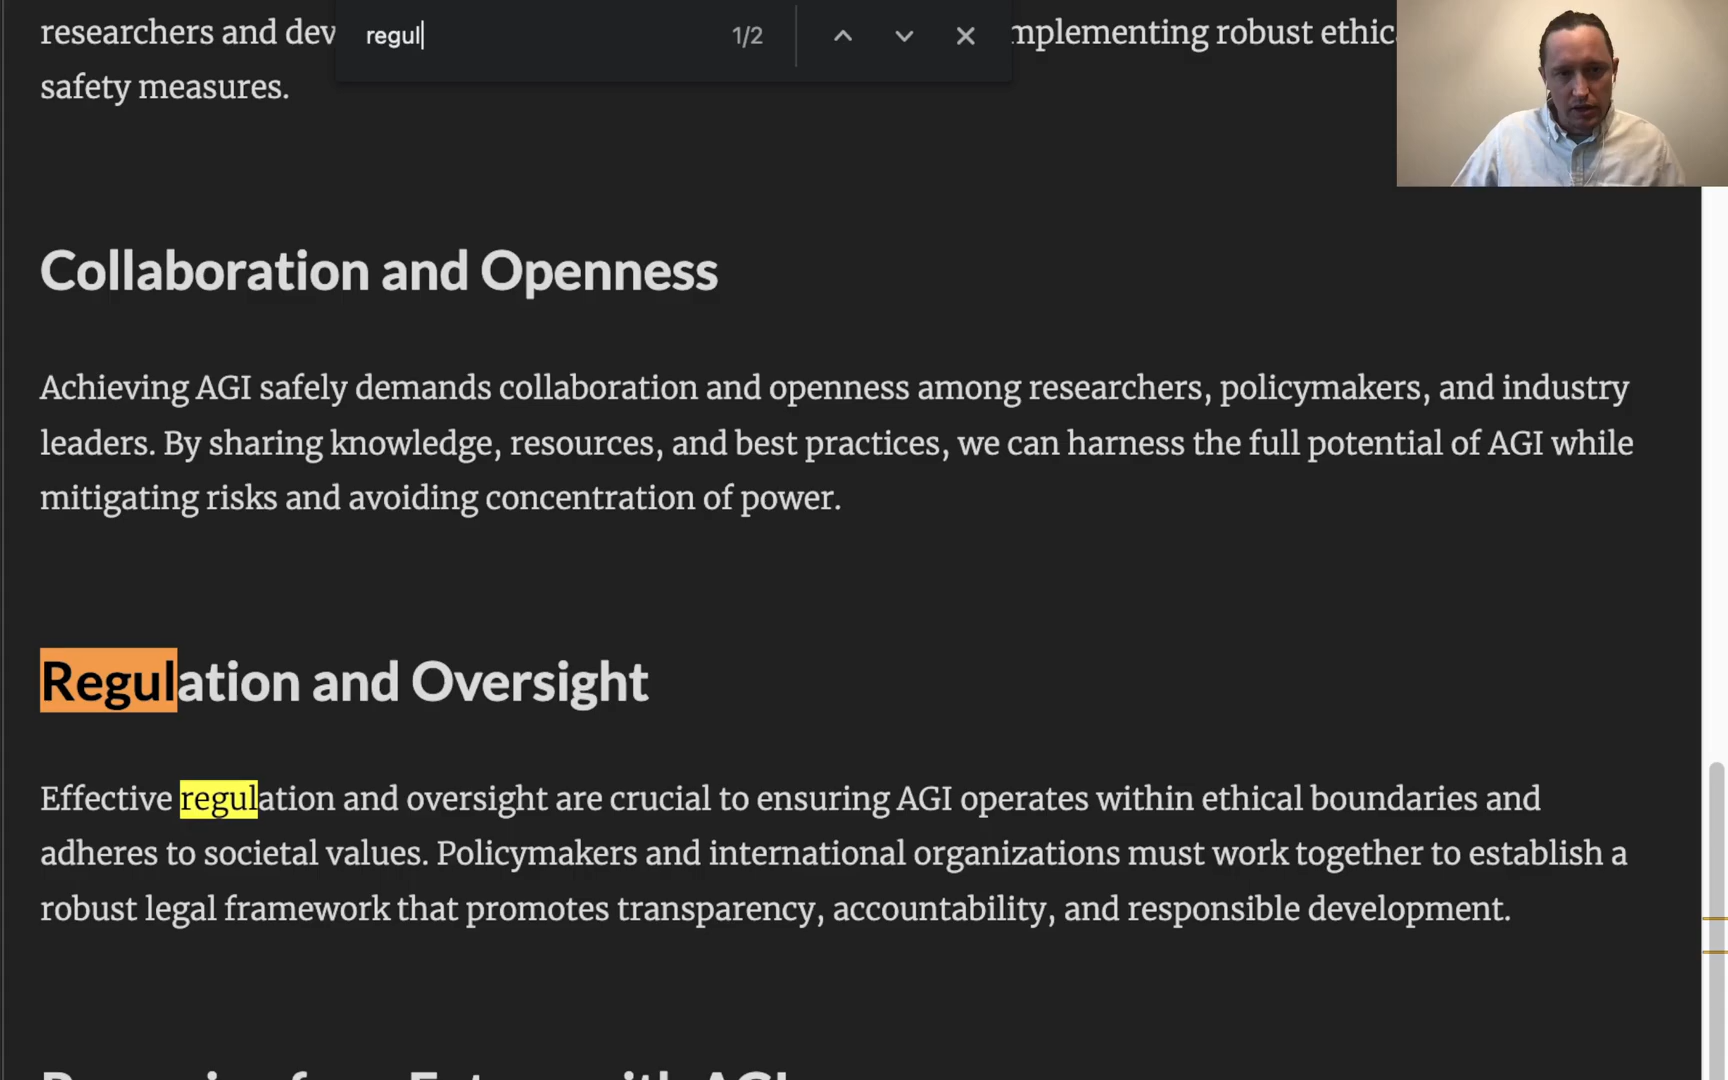 regul 1/2
researchers and dev mplementing robust ethic
safety measures.
Collaboration and Openness
Achieving AGI safely demands collaboration and openness among researchers, policymakers, and industry
leaders. By sharing knowledge, resources, and best practices, we can harness the full potential of AGI while
mitigating risks and avoiding concentration of power.
Regulation and Oversight
Effective regulation and oversight are crucial to ensuring AGI operates within ethical boundaries and
adheres to societal values. Policymakers and international organizations must work together to establish a
robust legal framework that promotes transparency, accountability, and responsible development.